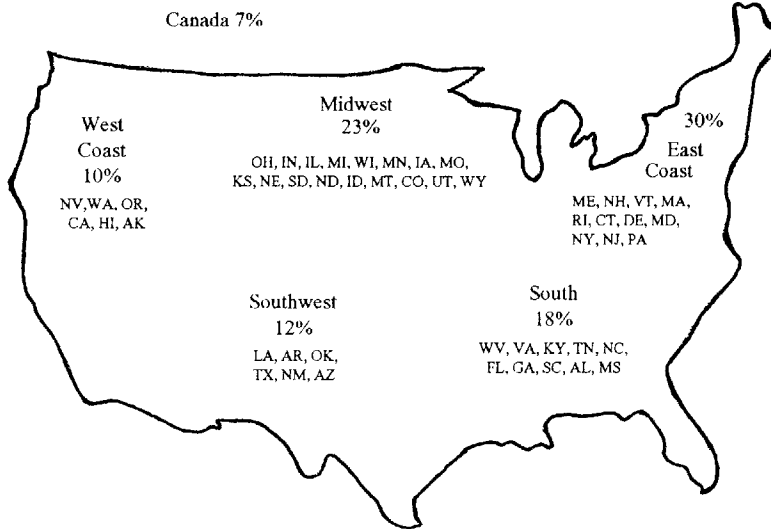 Canada 7%
West
Coast
10%
NV,WA, OR,
CA, HI, AK
Midwest
23%
OH, IN, IL, MI, WI, MN, IA, MO,
KS, NE, SD, ND, ID, MT, CO, UT, WY
30%
East
Coast
ME, NH, VT, MA,
RI, CT, DE, MD,
NY, NJ, PA
Southwest
12%
LA, AR, OK,
TX, NM, AZ
South
18%
WV, VA, KY, TN, NC,
FL, GA, SC, AL, MS